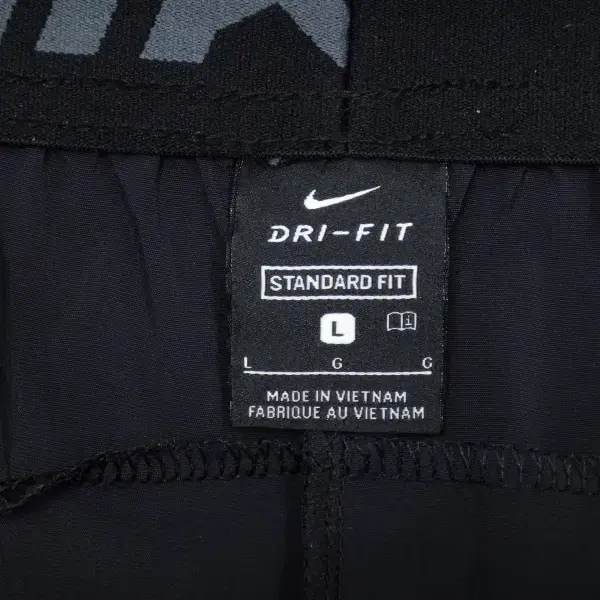 DRI-FIT
STANDARD FIT
L
L G G
MADE IN VIETNAM
FABRIQUE AU VIETNAM